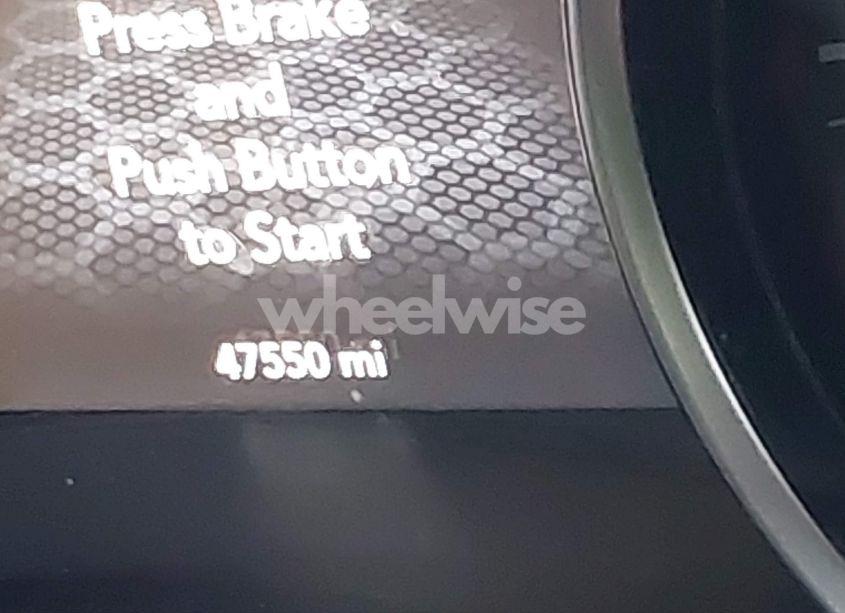 Press Brake
and
Push Button
to Start
wheelwise
47550 mi